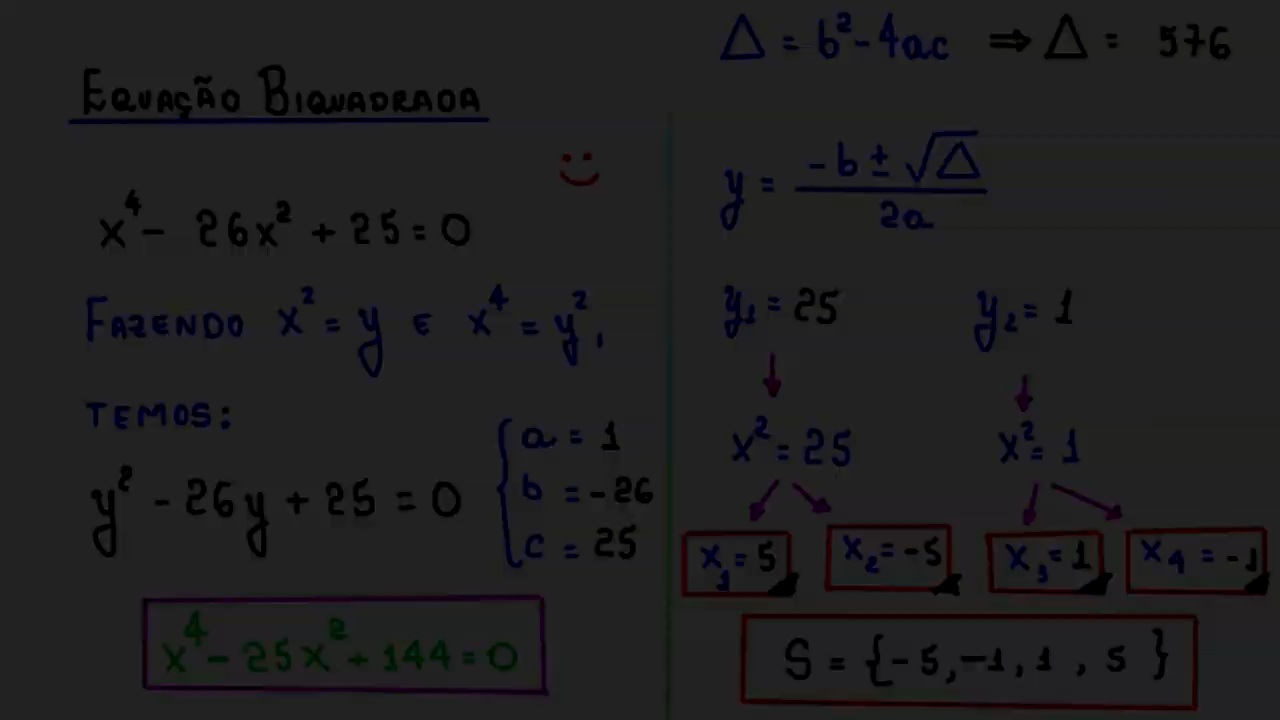 EQUAÇÃO BIQUADRADA
x⁴ - 26x² + 25 = 0
FAZENDO x² = y E x⁴ = y²,
TEMOS:
y² - 26y + 25 = 0
a = 1
b = -26
c = 25
x⁴ - 25x² + 144 = 0
Δ = b² - 4ac ⇒ Δ = 576
y = (-b ± √Δ) / 2a
y₁ = 25 y₂ = 1
x² = 25 x² = 1
x₁ = 5 x₂ = -5 x₃ = 1 x₄ = -1
S = {-5, -1, 1, 5}